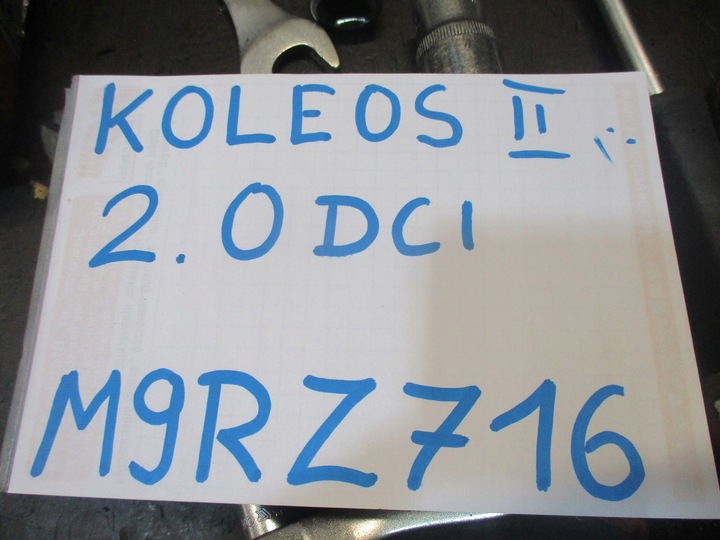 KOLEOS II
2.0 DCI
M9RZ716